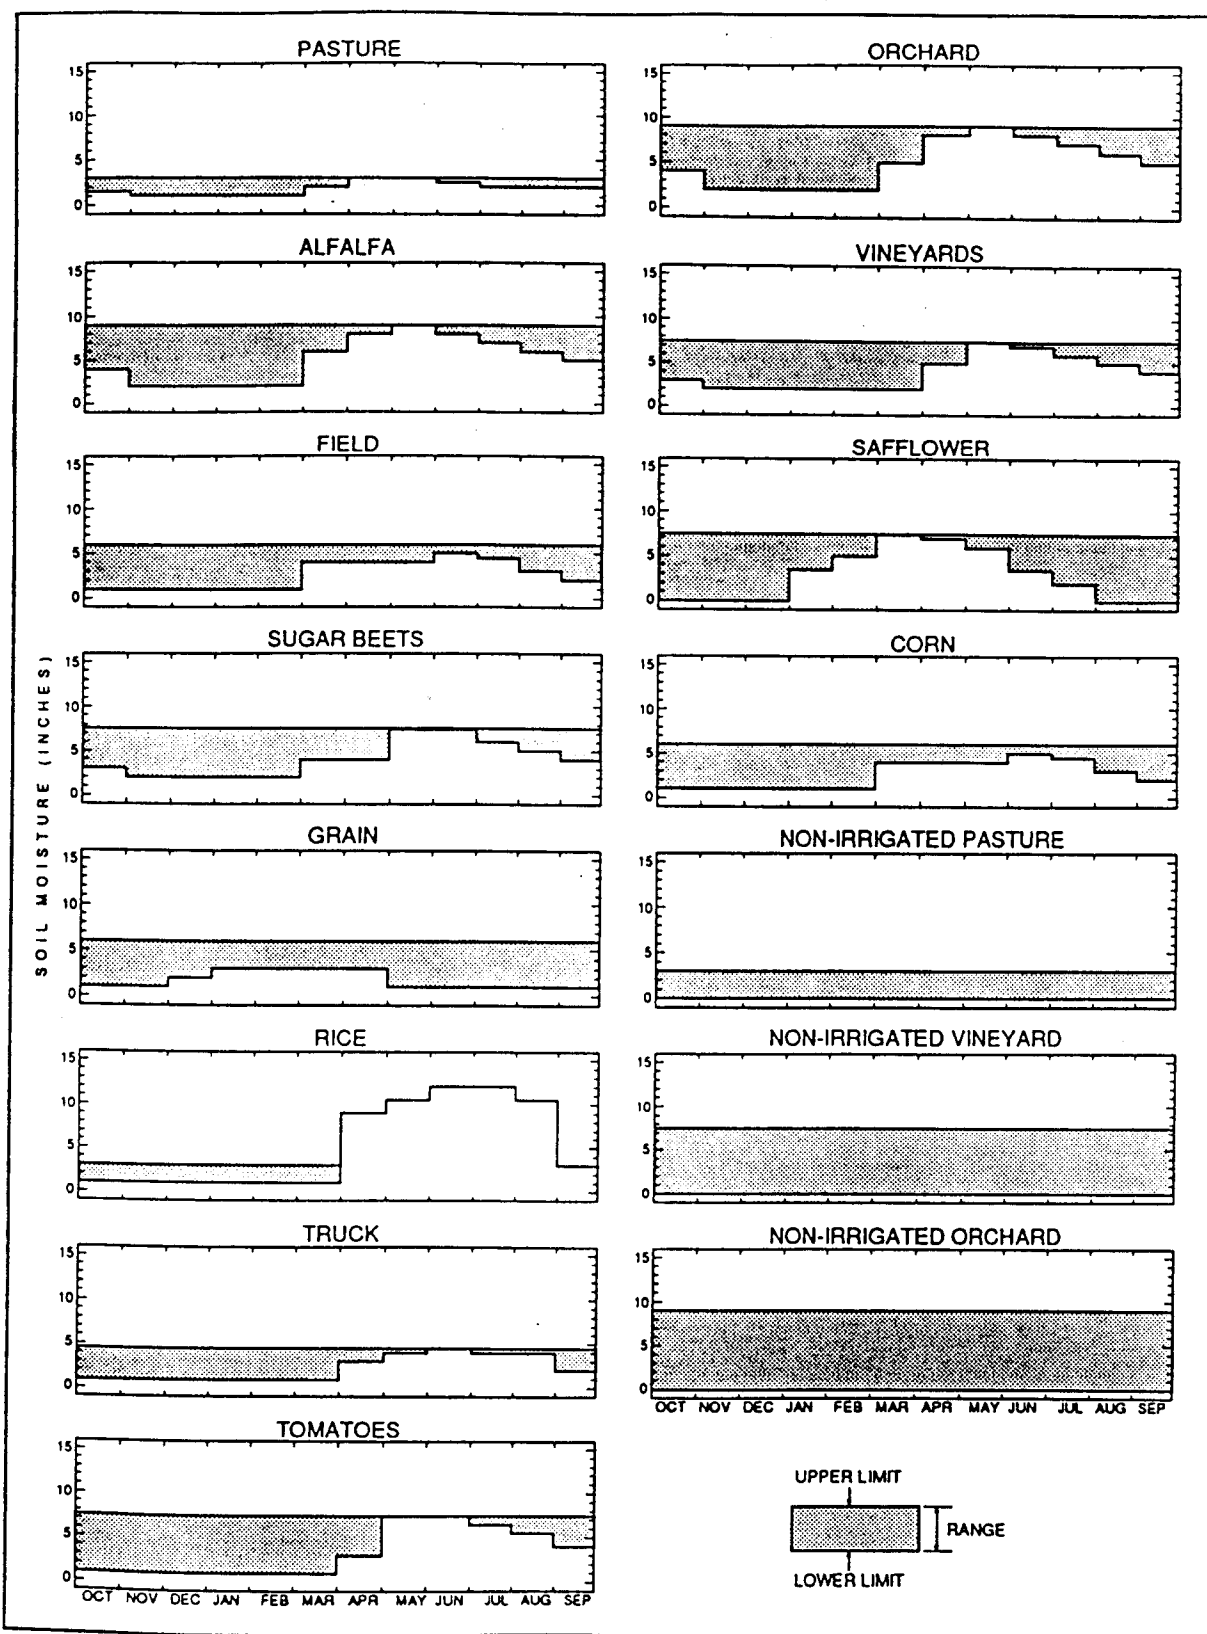 PASTURE
15
10
5
0
ALFALFA
15
10
5
0
FIELD
15
10
5
0
SUGAR BEETS
15
10
5
0
GRAIN
15
10
5
0
RICE
15
10
5
0
TRUCK
15
10
5
0
TOMATOES
15
10
5
0
OCT NOV DEC JAN FEB MAR APR MAY JUN JUL AUG SEP
SOIL MOISTURE (INCHES)
ORCHARD
15
10
5
0
VINEYARDS
15
10
5
0
SAFFLOWER
15
10
5
0
CORN
15
10
5
0
NON-IRRIGATED PASTURE
15
10
5
0
NON-IRRIGATED VINEYARD
15
10
5
0
NON-IRRIGATED ORCHARD
15
10
5
0
OCT NOV DEC JAN FEB MAR APR MAY JUN JUL AUG SEP
UPPER LIMIT
RANGE
LOWER LIMIT